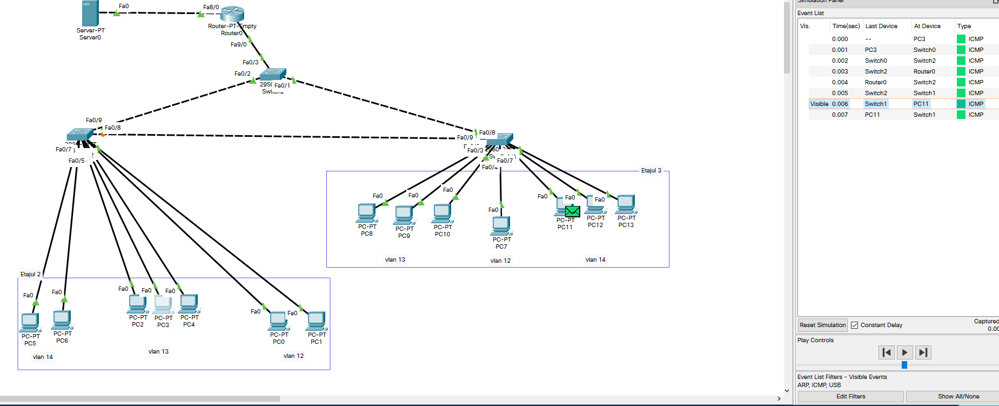 Simulation Panel
Event List
Vis. Time(sec) Last Device At Device Type
0.000 -- PC3 ICMP
0.001 PC3 Switch0 ICMP
0.002 Switch0 Switch2 ICMP
0.003 Switch2 Router0 ICMP
0.004 Router0 Switch2 ICMP
0.005 Switch2 Switch1 ICMP
Visible 0.006 Switch1 PC11 ICMP
0.007 PC11 Switch1 ICMP
Reset Simulation Constant Delay Captured
0.00
Play Controls
Event List Filters - Visible Events
ARP, ICMP, USB
Edit Filters Show All/None
Fa0 Fa8/0
Server-PT
Server0
Router-PT-Empty
Router0
Fa9/0
Fa0/3
Fa0/2
Fa0/1
Switch2
Fa0/9
Fa0/8
Fa0/7
Fa0/5
Fa0/8
Fa0/9
Fa0/3
Fa0/7
Fa0/4
Etajul 3
Fa0 Fa0 Fa0 Fa0 Fa0 Fa0 Fa0
PC-PT
PC8
PC-PT
PC9
PC-PT
PC10
PC-PT
PC7
PC-PT
PC11
PC-PT
PC12
PC-PT
PC13
vlan 13 vlan 12 vlan 14
Etajul 2
Fa0 Fa0 Fa0 Fa0 Fa0 Fa0 Fa0
PC-PT
PC5
PC-PT
PC6
PC-PT
PC2
PC-PT
PC3
PC-PT
PC4
PC-PT
PC0
PC-PT
PC1
vlan 14 vlan 13 vlan 12